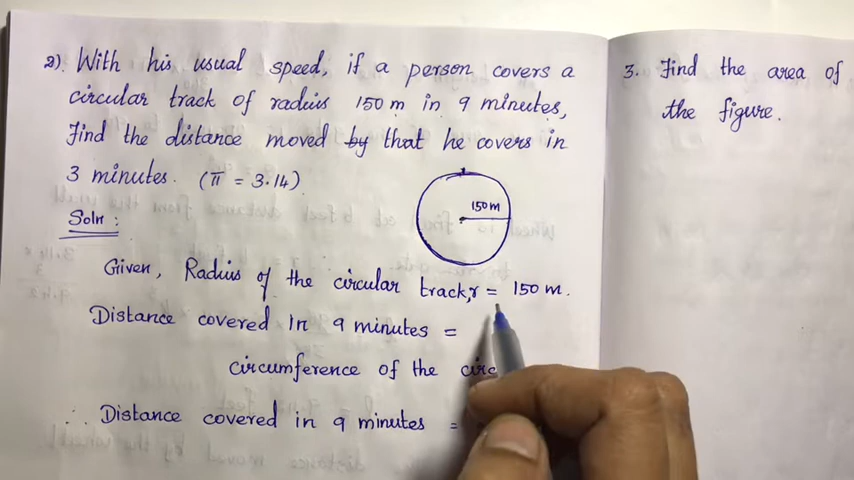 2). With his usual speed, if a person covers a
circular track of radius 150 m in 9 minutes,
Find the distance moved by that he covers in
3 minutes. (π = 3.14)
150 m
Soln :
Given, Radius of the circular track, r = 150 m.
Distance covered in 9 minutes =
circumference of the circ
∴ Distance covered in 9 minutes =
3. Find the area of
the figure.